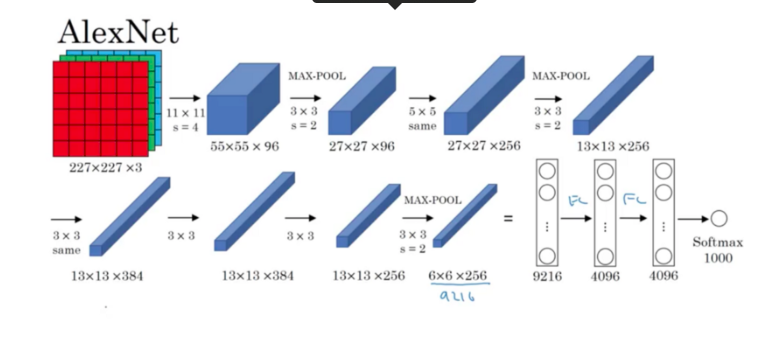 AlexNet
MAX-POOL
MAX-POOL
11 × 11
s = 4
3 × 3
s = 2
5 × 5
same
3 × 3
s = 2
55×55 × 96
27×27 ×96
27×27 ×256
13×13 ×256
227×227 ×3
MAX-POOL
FC
FC
3 × 3
same
3 × 3
3 × 3
3 × 3
s = 2
=
...
...
...
Softmax
1000
13×13 ×384
13×13 ×384
13×13 ×256
6×6 ×256
9216
4096
4096
9216